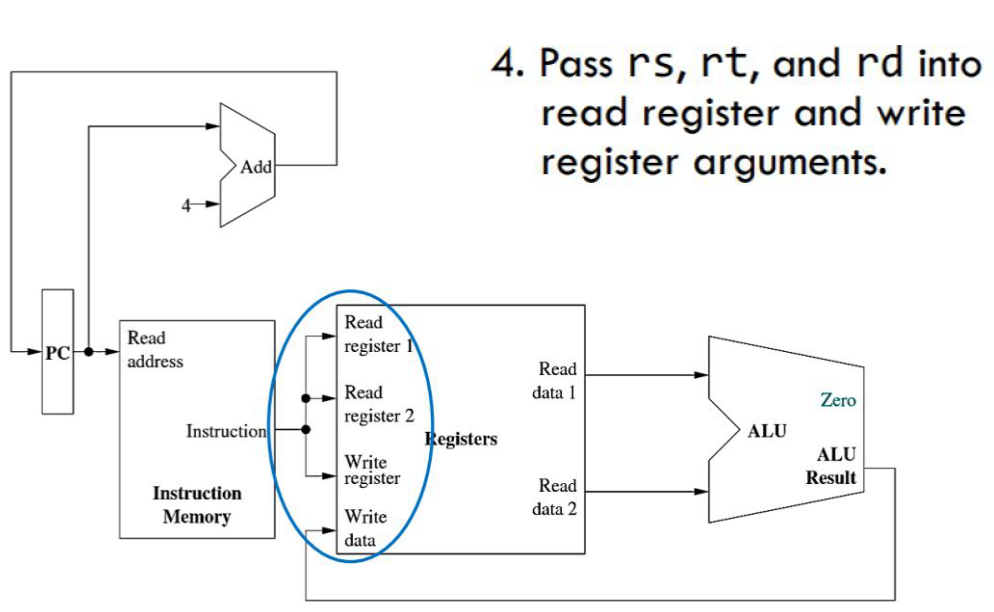 4. Pass rs, rt, and rd into
read register and write
register arguments.
Add
4
PC
Read
address
Instruction
Instruction
Memory
Read
register 1
Read
register 2
Write
register
Write
data
Registers
Read
data 1
Read
data 2
Zero
ALU
ALU
Result